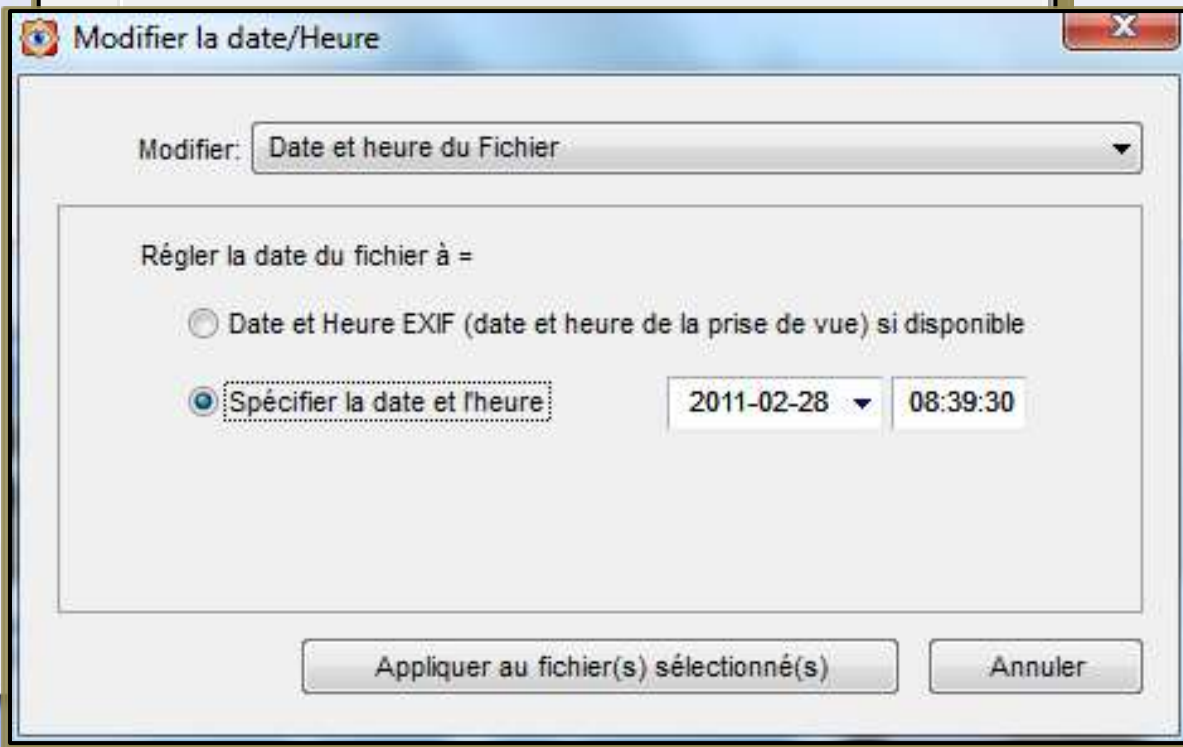 Modifier la date/Heure
X
Modifier: Date et heure du Fichier
Régler la date du fichier à =
Date et Heure EXIF (date et heure de la prise de vue) si disponible
Spécifier la date et l'heure 2011-02-28 08:39:30
Appliquer au fichier(s) sélectionné(s) Annuler